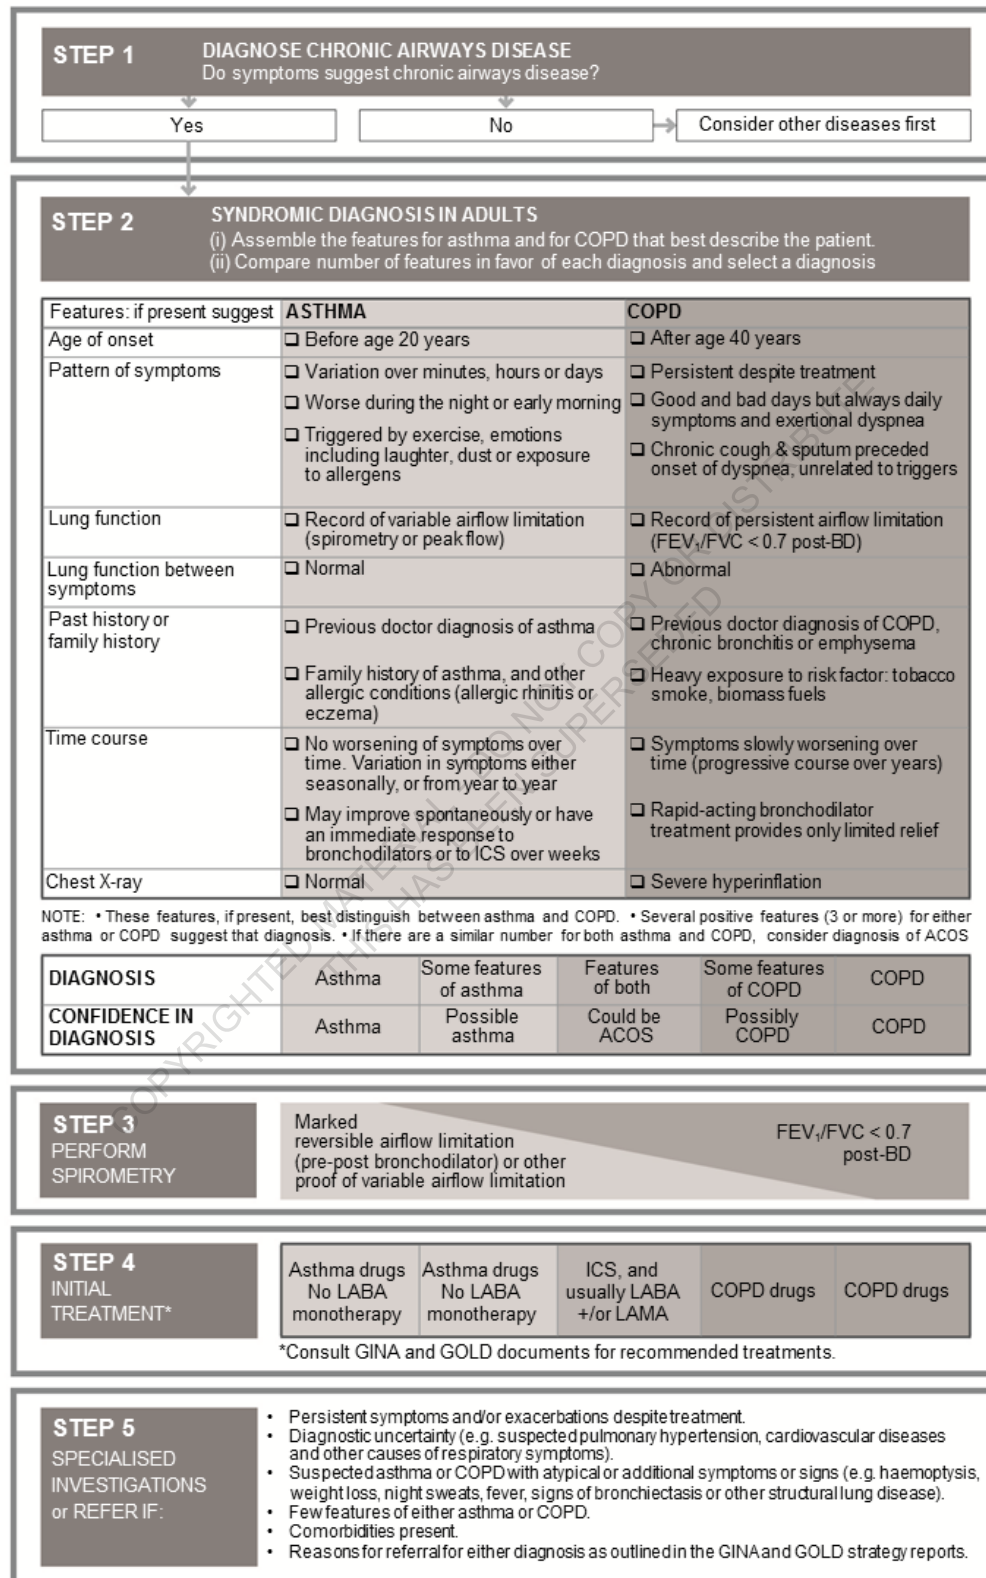 STEP 1
DIAGNOSE CHRONIC AIRWAYS DISEASE
Do symptoms suggest chronic airways disease?
Yes
No
Consider other diseases first
STEP 2
SYNDROMIC DIAGNOSIS IN ADULTS
(i) Assemble the features for asthma and for COPD that best describe the patient.
(ii) Compare number of features in favor of each diagnosis and select a diagnosis
Features: if present suggest
ASTHMA
COPD
Age of onset
❑ Before age 20 years
❑ After age 40 years
Pattern of symptoms
❑ Variation over minutes, hours or days
❑ Worse during the night or early morning
❑ Triggered by exercise, emotions
including laughter, dust or exposure
to allergens
❑ Persistent despite treatment
❑ Good and bad days but always daily
symptoms and exertional dyspnea
❑ Chronic cough & sputum preceded
onset of dyspnea, unrelated to triggers
Lung function
❑ Record of variable airflow limitation
(spirometry or peak flow)
❑ Record of persistent airflow limitation
(FEV₁/FVC < 0.7 post-BD)
Lung function between
symptoms
❑ Normal
❑ Abnormal
Past history or
family history
❑ Previous doctor diagnosis of asthma
❑ Family history of asthma, and other
allergic conditions (allergic rhinitis or
eczema)
❑ Previous doctor diagnosis of COPD,
chronic bronchitis or emphysema
❑ Heavy exposure to risk factor: tobacco
smoke, biomass fuels
Time course
❑ No worsening of symptoms over
time. Variation in symptoms either
seasonally, or from year to year
❑ May improve spontaneously or have
an immediate response to
bronchodilators or to ICS over weeks
❑ Symptoms slowly worsening over
time (progressive course over years)
❑ Rapid-acting bronchodilator
treatment provides only limited relief
Chest X-ray
❑ Normal
❑ Severe hyperinflation
NOTE: • These features, if present, best distinguish between asthma and COPD. • Several positive features (3 or more) for either
asthma or COPD suggest that diagnosis. • If there are a similar number for both asthma and COPD, consider diagnosis of ACOS
DIAGNOSIS
Asthma
Some features
of asthma
Features
of both
Some features
of COPD
COPD
CONFIDENCE IN
DIAGNOSIS
Asthma
Possible
asthma
Could be
ACOS
Possibly
COPD
COPD
STEP 3
PERFORM
SPIROMETRY
Marked
reversible airflow limitation
(pre-post bronchodilator) or other
proof of variable airflow limitation
FEV₁/FVC < 0.7
post-BD
STEP 4
INITIAL
TREATMENT*
Asthma drugs
No LABA
monotherapy
Asthma drugs
No LABA
monotherapy
ICS, and
usually LABA
+/or LAMA
COPD drugs
COPD drugs
*Consult GINA and GOLD documents for recommended treatments.
STEP 5
SPECIALISED
INVESTIGATIONS
or REFER IF:
• Persistent symptoms and/or exacerbations despite treatment.
• Diagnostic uncertainty (e.g. suspected pulmonary hypertension, cardiovascular diseases
and other causes of respiratory symptoms).
• Suspected asthma or COPD with atypical or additional symptoms or signs (e.g. haemoptysis,
weight loss, night sweats, fever, signs of bronchiectasis or other structural lung disease).
• Few features of either asthma or COPD.
• Comorbidities present.
• Reasons for referral for either diagnosis as outlined in the GINA and GOLD strategy reports.
COPYRIGHTED MATERIAL - DO NOT COPY OR DISTRIBUTE
THIS HAS BEEN SUPERSEDED